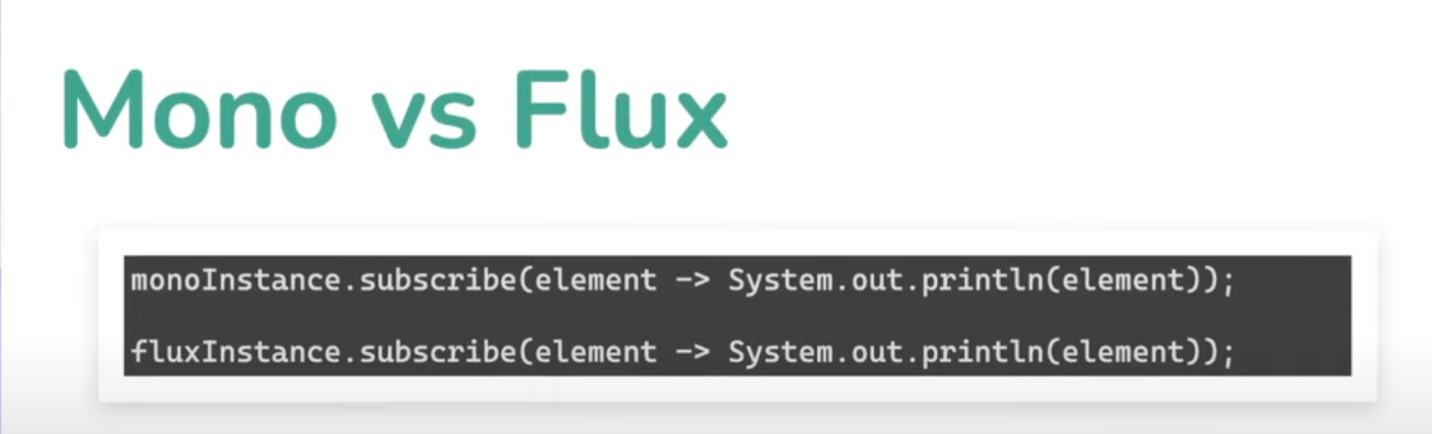 Mono vs Flux
monoInstance.subscribe(element -> System.out.println(element));
fluxInstance.subscribe(element -> System.out.println(element));